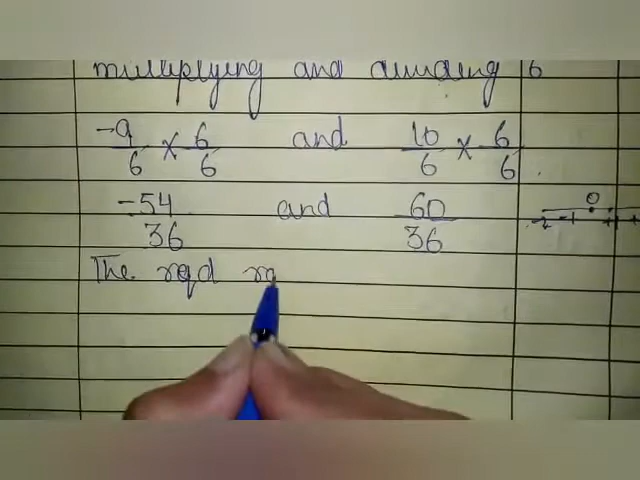 multiplying and dividing 6
-9/6 × 6/6 and 10/6 × 6/6
-54/36 and 60/36 0
The reqd